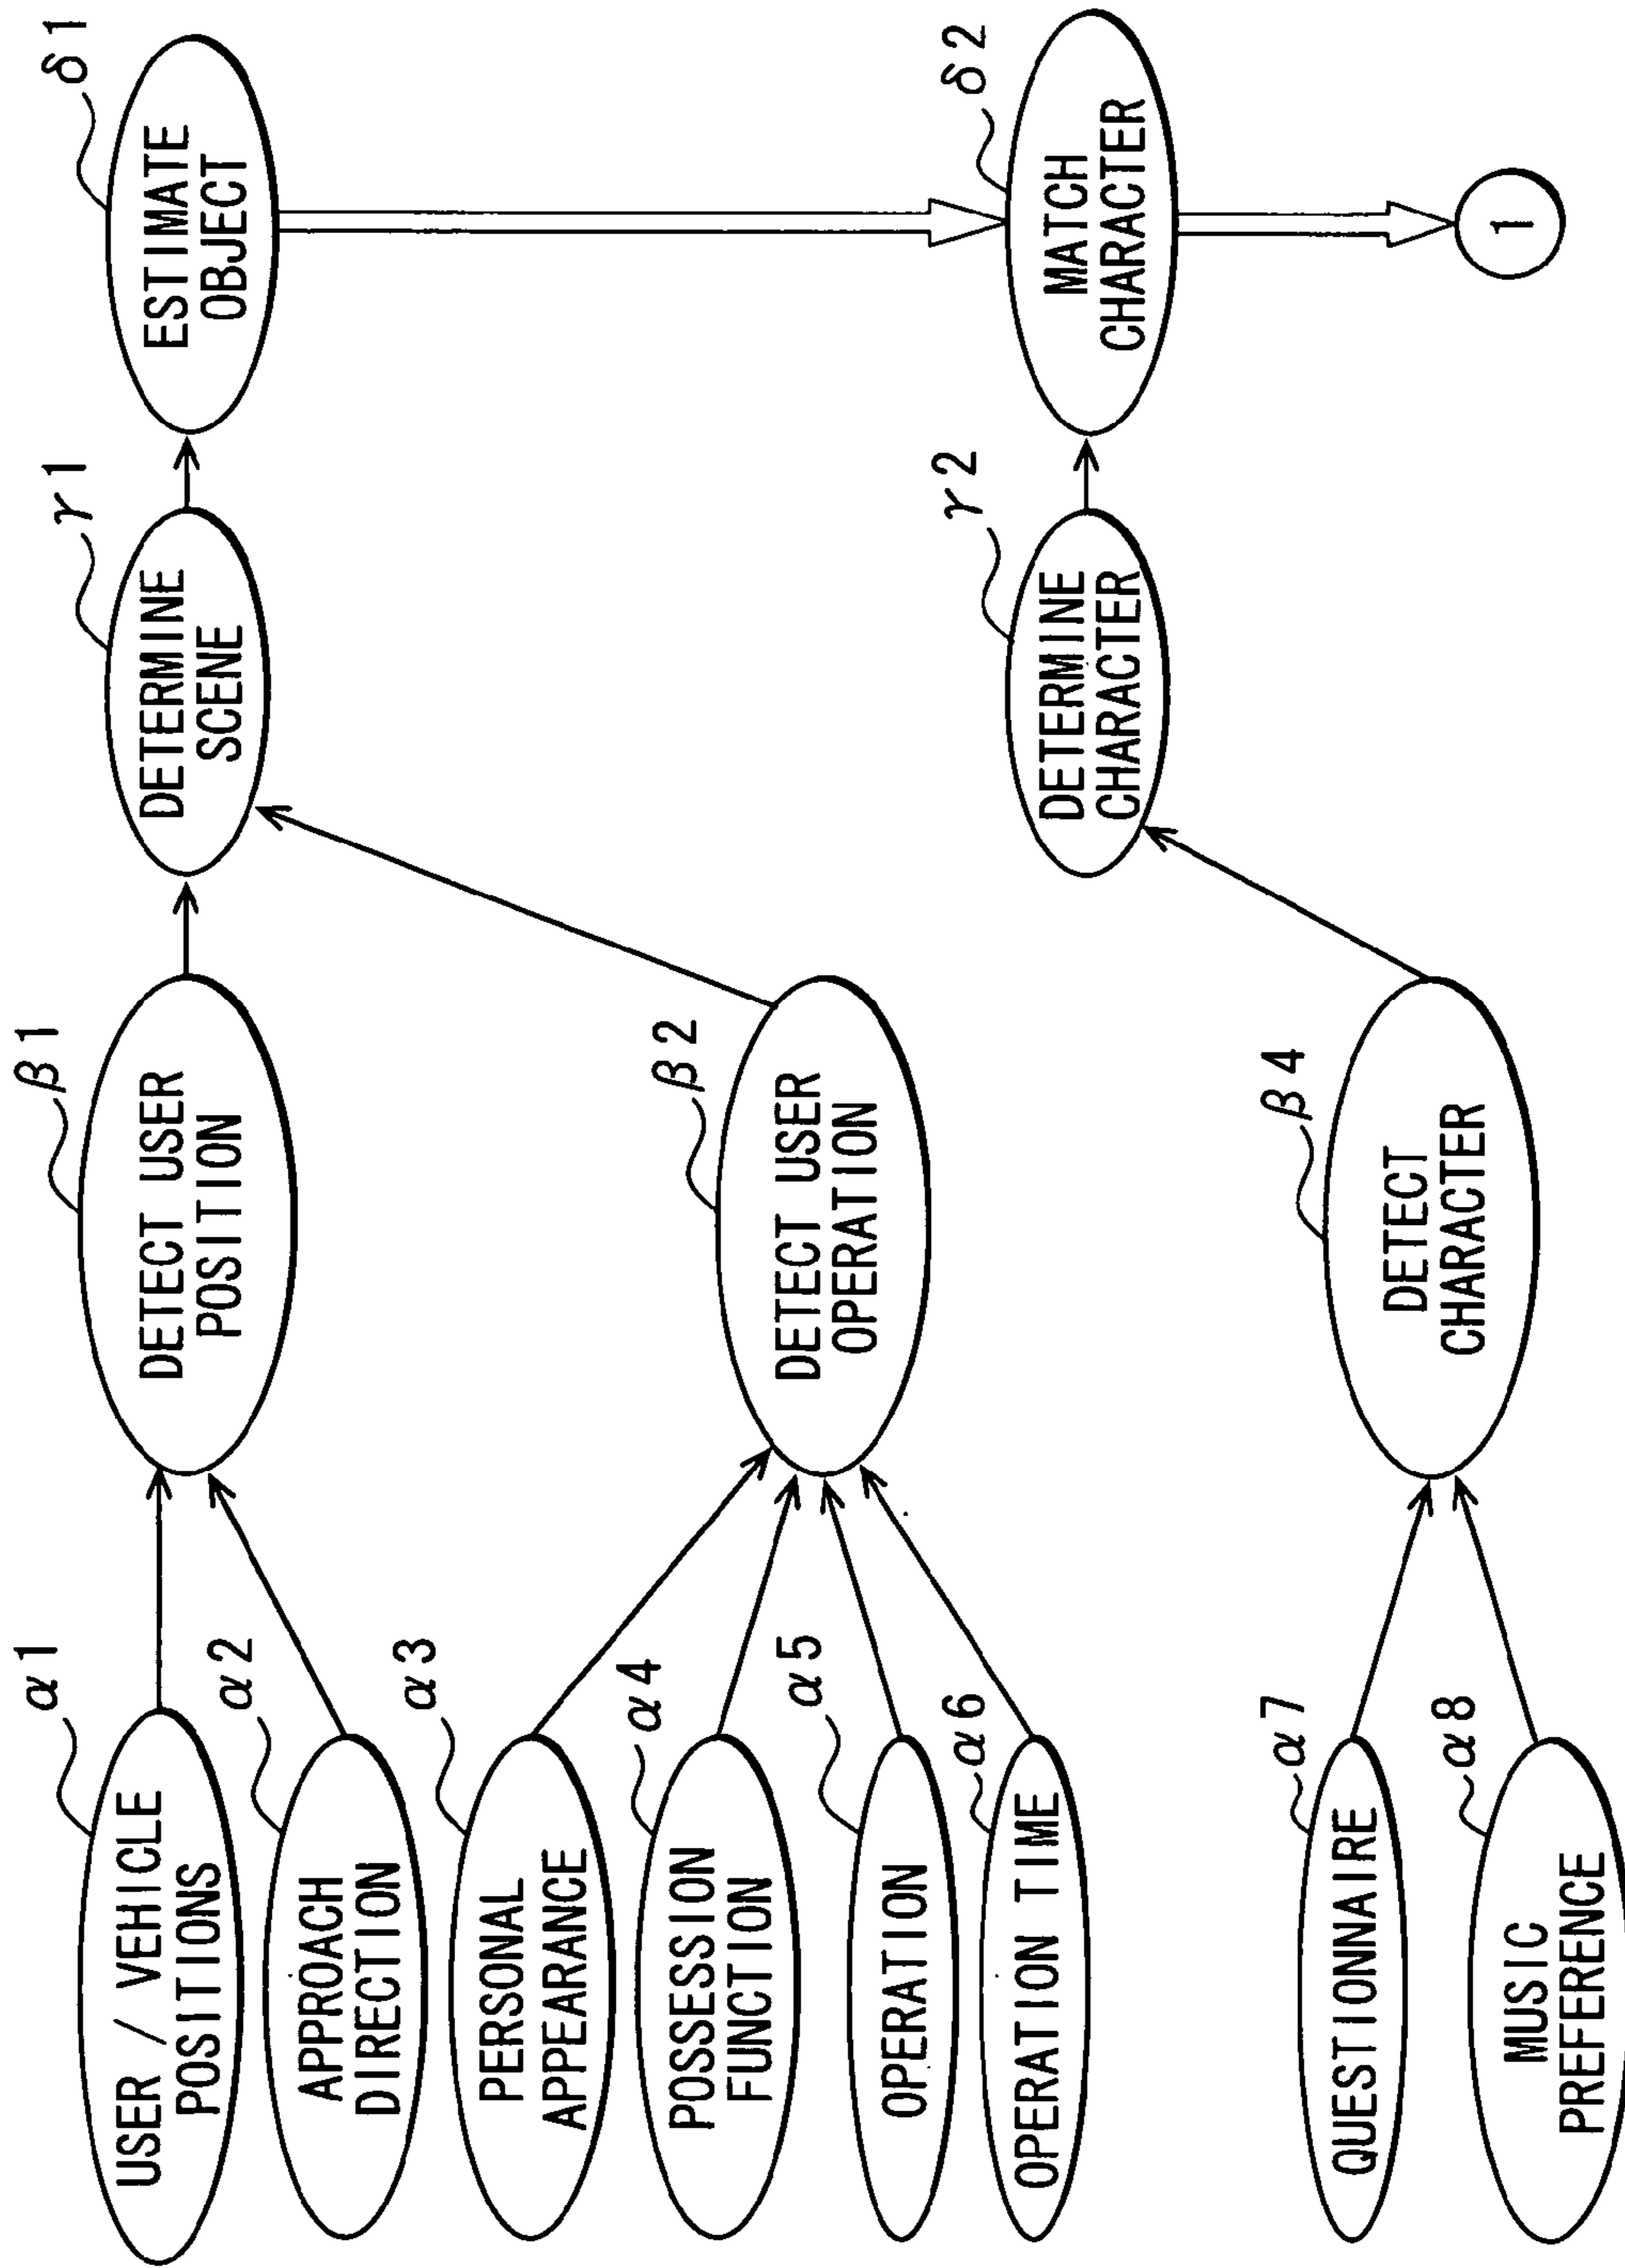 α1
USER / VEHICLE
POSITIONS
α2
APPROACH
DIRECTION
α3
PERSONAL
APPEARANCE
α4
POSSESSION
FUNCTION
α5
OPERATION
α6
OPERATION TIME
α7
QUESTIONNAIRE
α8
MUSIC
PREFERENCE
β1
DETECT USER
POSITION
β2
DETECT USER
OPERATION
β4
DETECT
CHARACTER
γ1
DETERMINE
SCENE
γ2
DETERMINE
CHARACTER
δ1
ESTIMATE
OBJECT
δ2
MATCH
CHARACTER
1